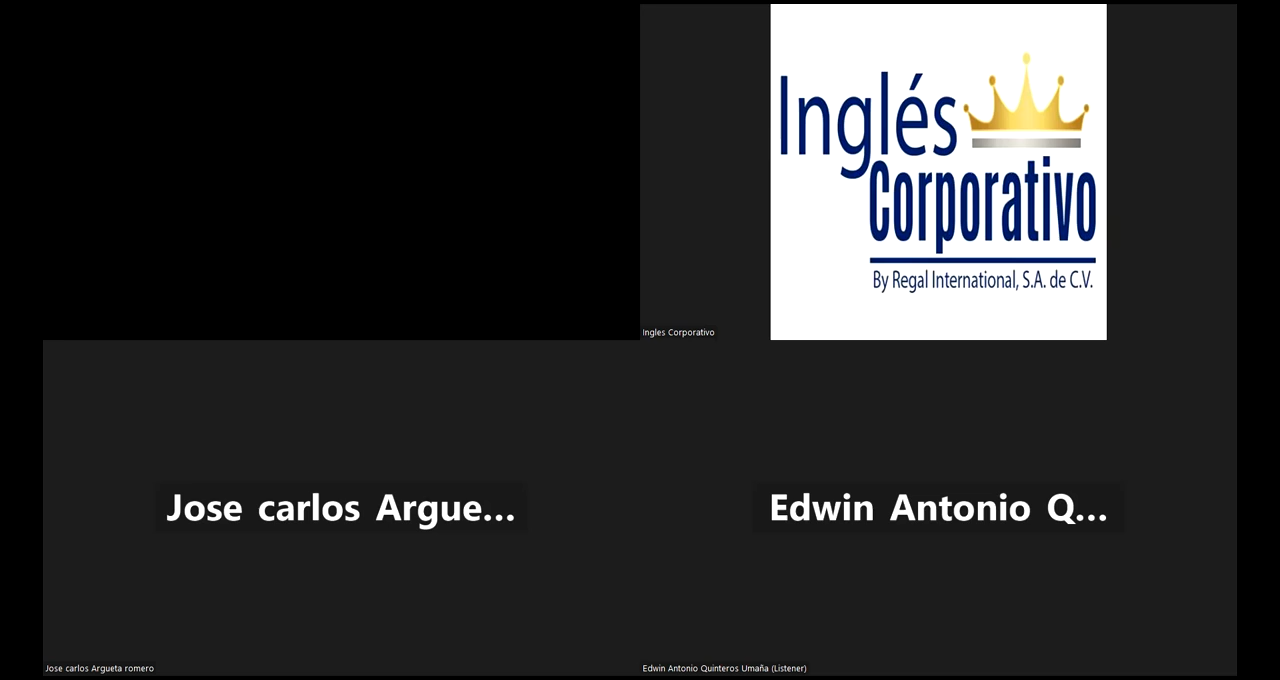 Inglés
Corporativo
By Regal International, S.A. de C.V.
Ingles Corporativo
Jose carlos Argue...
Edwin Antonio Q...
Jose carlos Argueta romero
Edwin Antonio Quinteros Umaña (Listener)